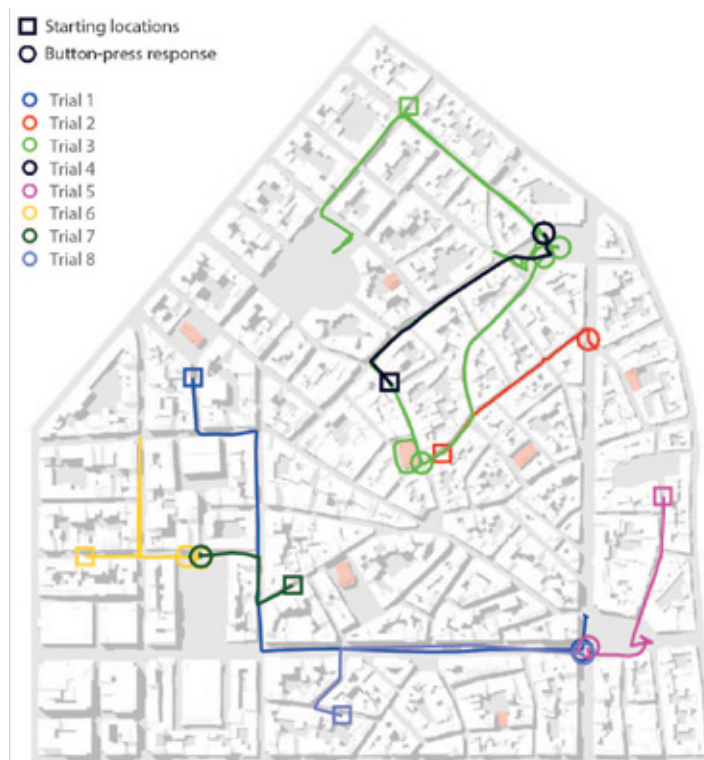 Starting locations
Button-press response
Trial 1
Trial 2
Trial 3
Trial 4
Trial 5
Trial 6
Trial 7
Trial 8